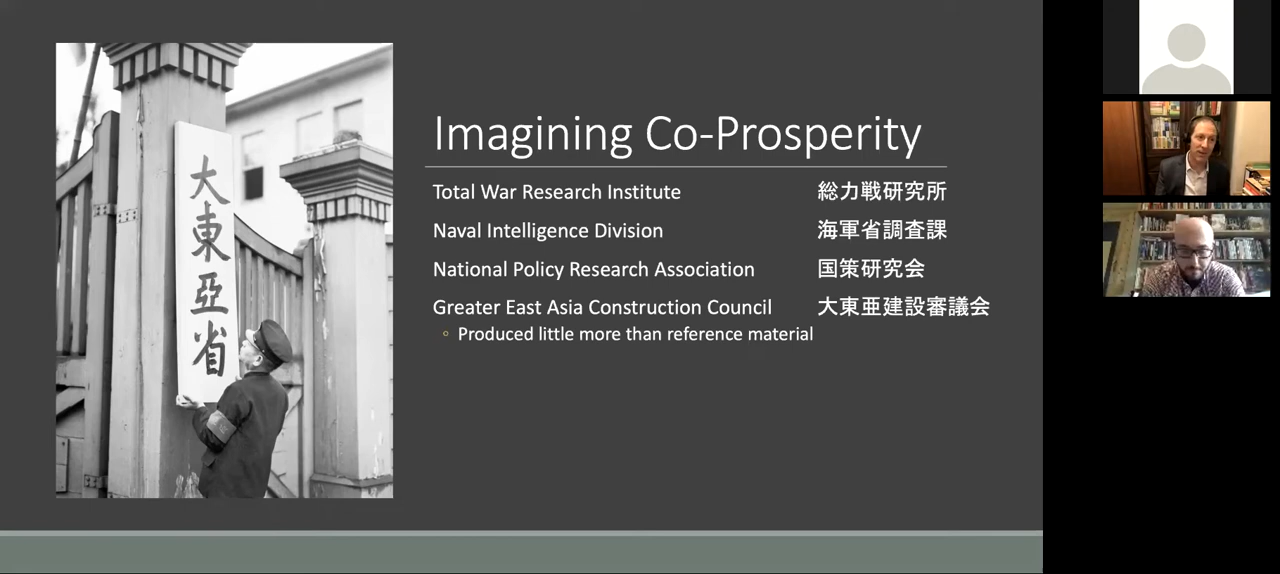 大東亞省
Imagining Co-Prosperity
Total War Research Institute 総力戦研究所
Naval Intelligence Division 海軍省調査課
National Policy Research Association 国策研究会
Greater East Asia Construction Council 大東亜建設審議会
Produced little more than reference material